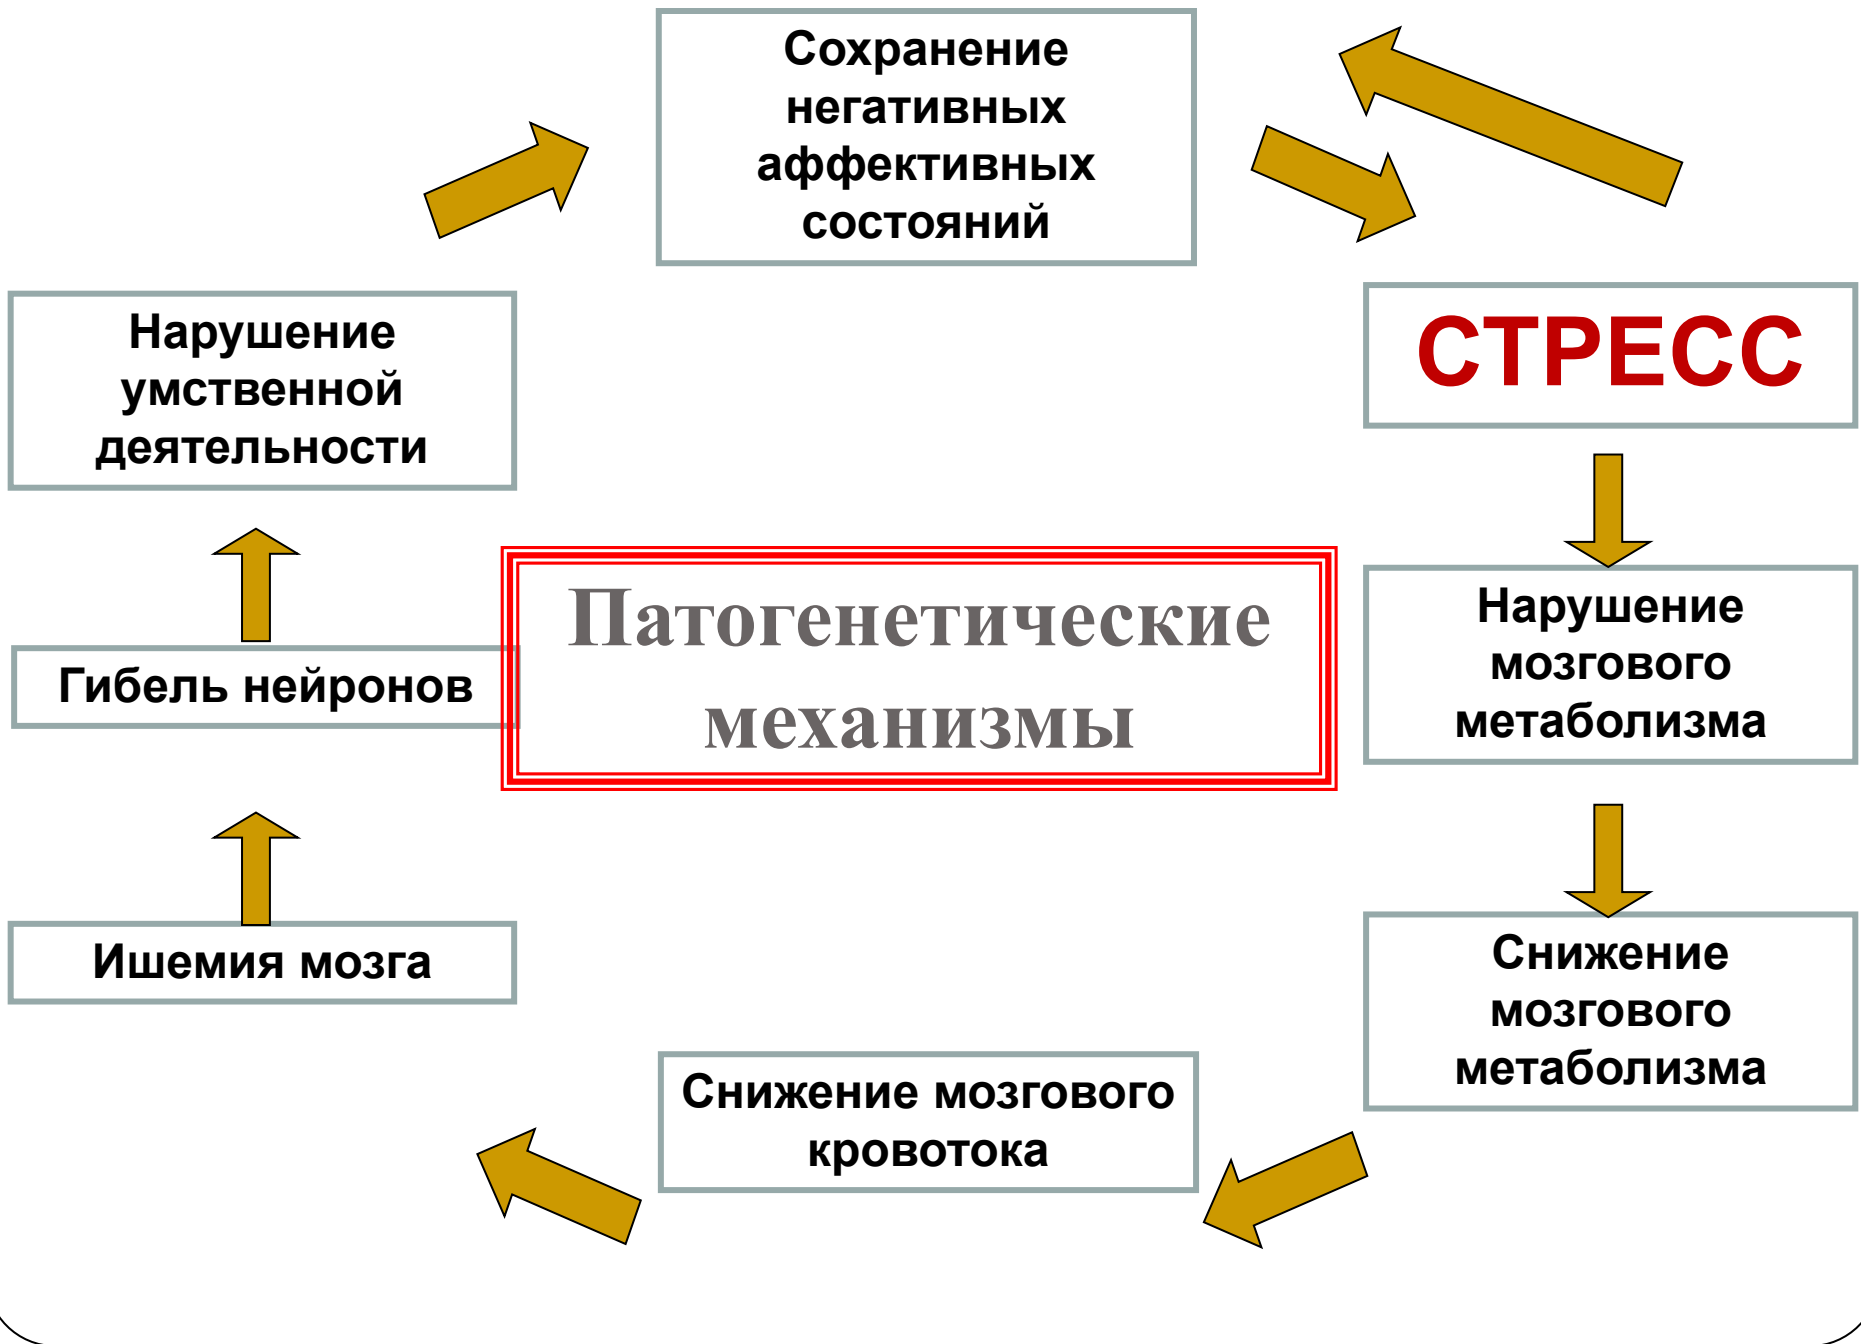 Сохранение
негативных
аффективных
состояний
СТРЕСС
Нарушение
умственной
деятельности
Патогенетические
механизмы
Нарушение
мозгового
метаболизма
Гибель нейронов
Снижение
мозгового
метаболизма
Ишемия мозга
Снижение мозгового
кровотока